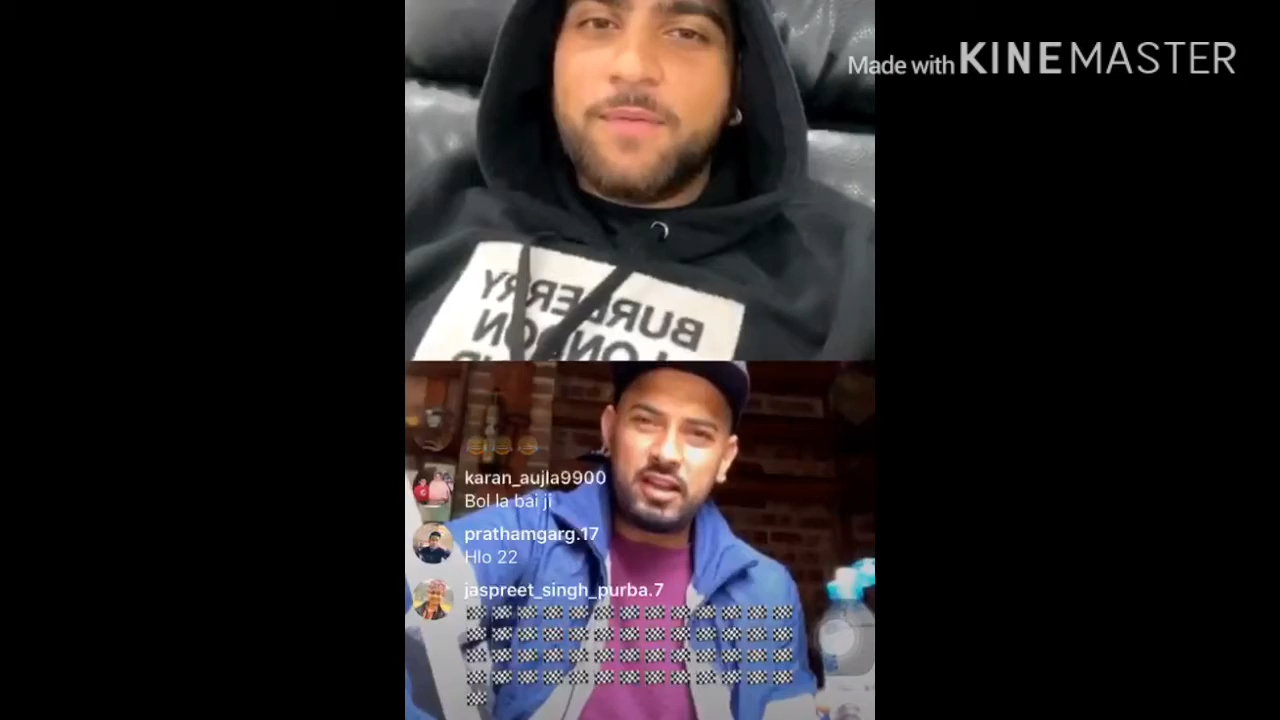 Made with KINEMASTER
BURBERRY
LONDON
karan_aujla9900
Bol la bai ji
prathamgarg.17
Hlo 22
jaspreet_singh_purba.7